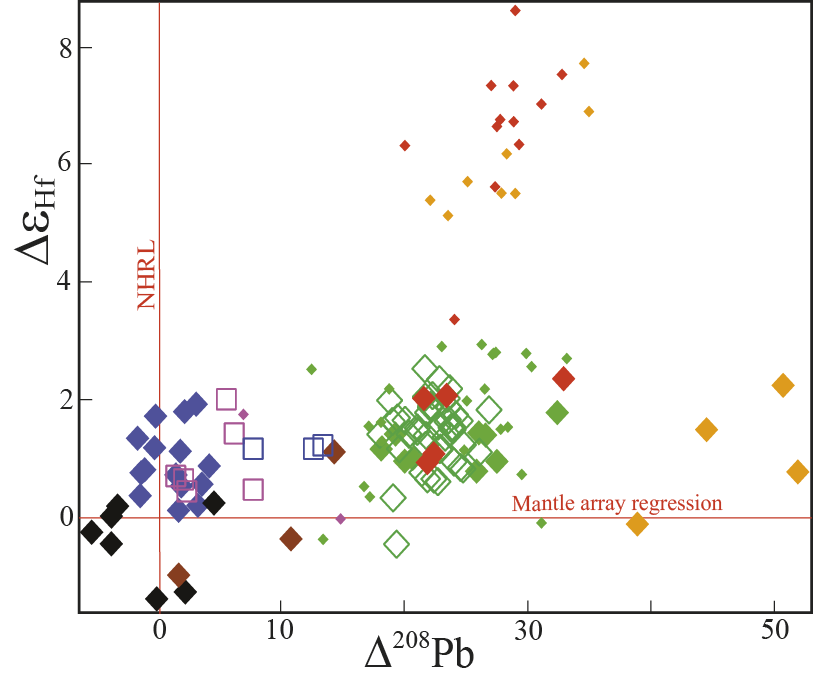 8
6
4
2
0
ΔεHf
NHRL
Mantle array regression
0 10 30 50
Δ²⁰⁸Pb